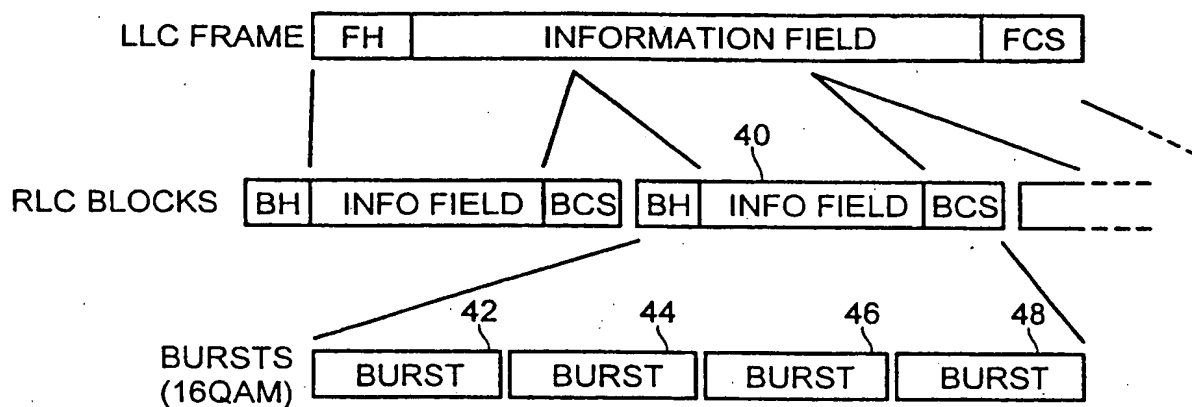 LLC FRAME FH INFORMATION FIELD FCS
40
RLC BLOCKS BH INFO FIELD BCS BH INFO FIELD BCS
42 44 46 48
BURSTS BURST BURST BURST BURST
(16QAM)